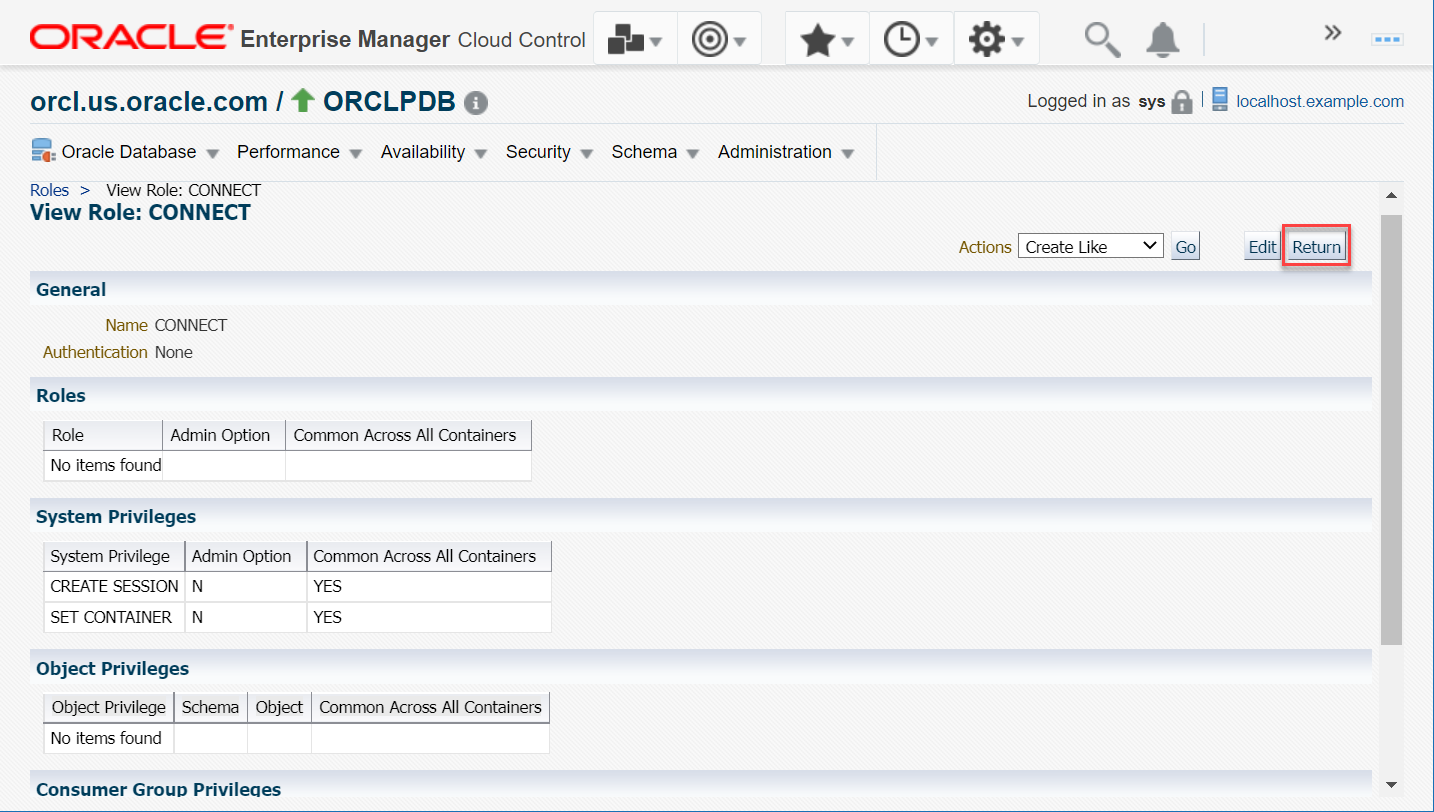 ORACLE® Enterprise Manager Cloud Control
orcl.us.oracle.com / ORCLPDB
Logged in as sys localhost.example.com
Oracle Database Performance Availability Security Schema Administration
Roles > View Role: CONNECT
View Role: CONNECT
Actions Create Like Go Edit Return
General
Name CONNECT
Authentication None
Roles
Role Admin Option Common Across All Containers
No items found
System Privileges
System Privilege Admin Option Common Across All Containers
CREATE SESSION N YES
SET CONTAINER N YES
Object Privileges
Object Privilege Schema Object Common Across All Containers
No items found
Consumer Group Privileges